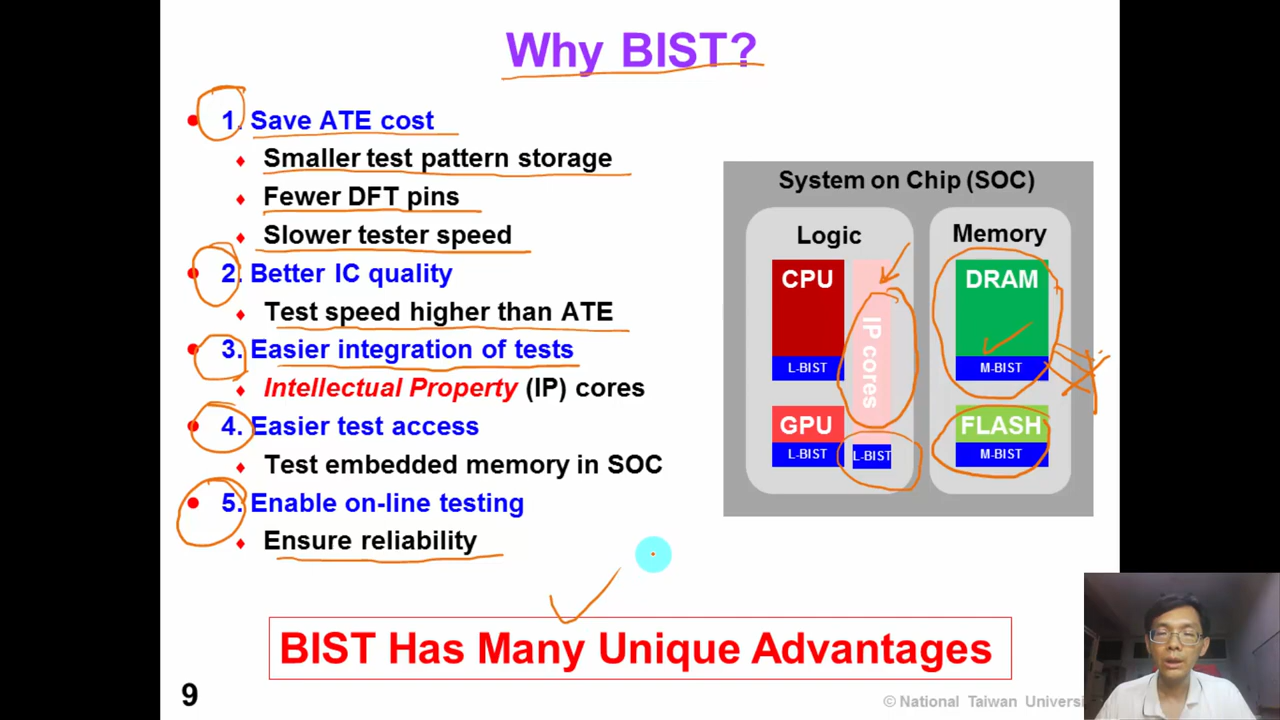 Why BIST?
1. Save ATE cost
Smaller test pattern storage
Fewer DFT pins
Slower tester speed
2. Better IC quality
Test speed higher than ATE
3. Easier integration of tests
Intellectual Property (IP) cores
4. Easier test access
Test embedded memory in SOC
5. Enable on-line testing
Ensure reliability
System on Chip (SOC)
Logic
Memory
CPU
L-BIST
IP cores
DRAM
M-BIST
GPU
L-BIST
L-BIST
FLASH
M-BIST
BIST Has Many Unique Advantages
9
© National Taiwan